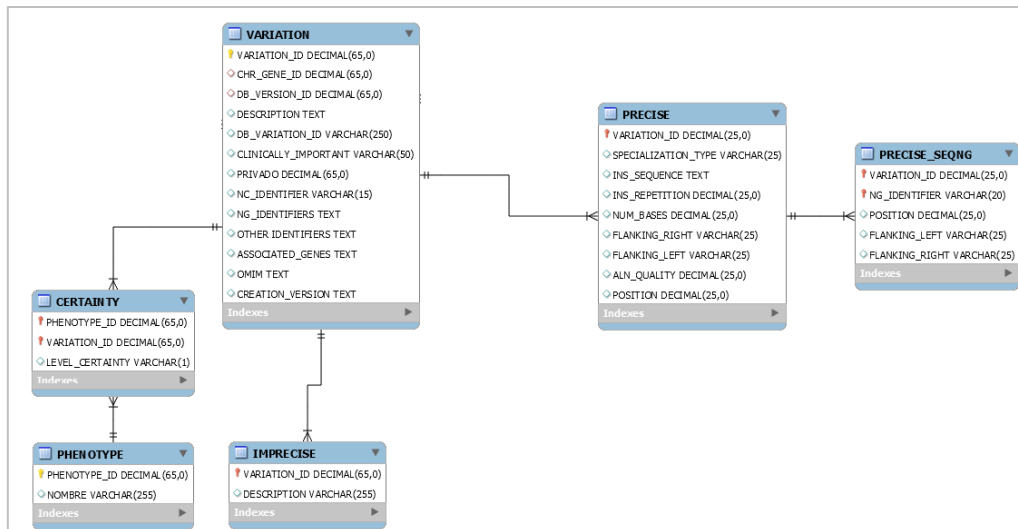 VARIATION
VARIATION_ID DECIMAL(65,0)
CHR_GENE_ID DECIMAL(65,0)
DB_VERSION_ID DECIMAL(65,0)
DESCRIPTION TEXT
DB_VARIATION_ID VARCHAR(250)
CLINICALLY_IMPORTANT VARCHAR(50)
PRIVADO DECIMAL(65,0)
NC_IDENTIFIER VARCHAR(15)
NG_IDENTIFIERS TEXT
OTHER IDENTIFIERS TEXT
ASSOCIATED_GENES TEXT
OMIM TEXT
CREATION_VERSION TEXT
Indexes
PRECISE
VARIATION_ID DECIMAL(25,0)
SPECIALIZATION_TYPE VARCHAR(25)
INS_SEQUENCE TEXT
INS_REPETITION DECIMAL(25,0)
NUM_BASES DECIMAL(25,0)
FLANKING_RIGHT VARCHAR(25)
FLANKING_LEFT VARCHAR(25)
ALN_QUALITY DECIMAL(25,0)
POSITION DECIMAL(25,0)
Indexes
PRECISE_SEQNG
VARIATION_ID DECIMAL(25,0)
NG_IDENTIFIER VARCHAR(20)
POSITION DECIMAL(25,0)
FLANKING_LEFT VARCHAR(25)
FLANKING_RIGHT VARCHAR(25)
Indexes
CERTAINTY
PHENOTYPE_ID DECIMAL(65,0)
VARIATION_ID DECIMAL(65,0)
LEVEL_CERTAINTY VARCHAR(1)
Indexes
PHENOTYPE
PHENOTYPE_ID DECIMAL(65,0)
NOMBRE VARCHAR(255)
Indexes
IMPRECISE
VARIATION_ID DECIMAL(65,0)
DESCRIPTION VARCHAR(255)
Indexes